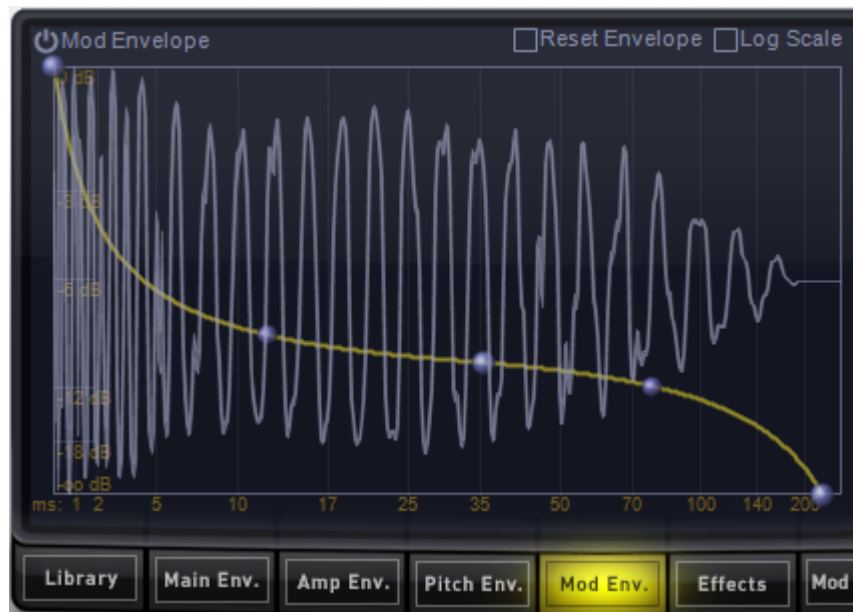 Mod Envelope Reset Envelope Log Scale
0 dB
-3 dB
-6 dB
-12 dB
-18 dB
-oo dB
ms: 1 2 5 10 17 25 35 50 70 100 140 200
Library Main Env. Amp Env. Pitch Env. Mod Env. Effects Mod